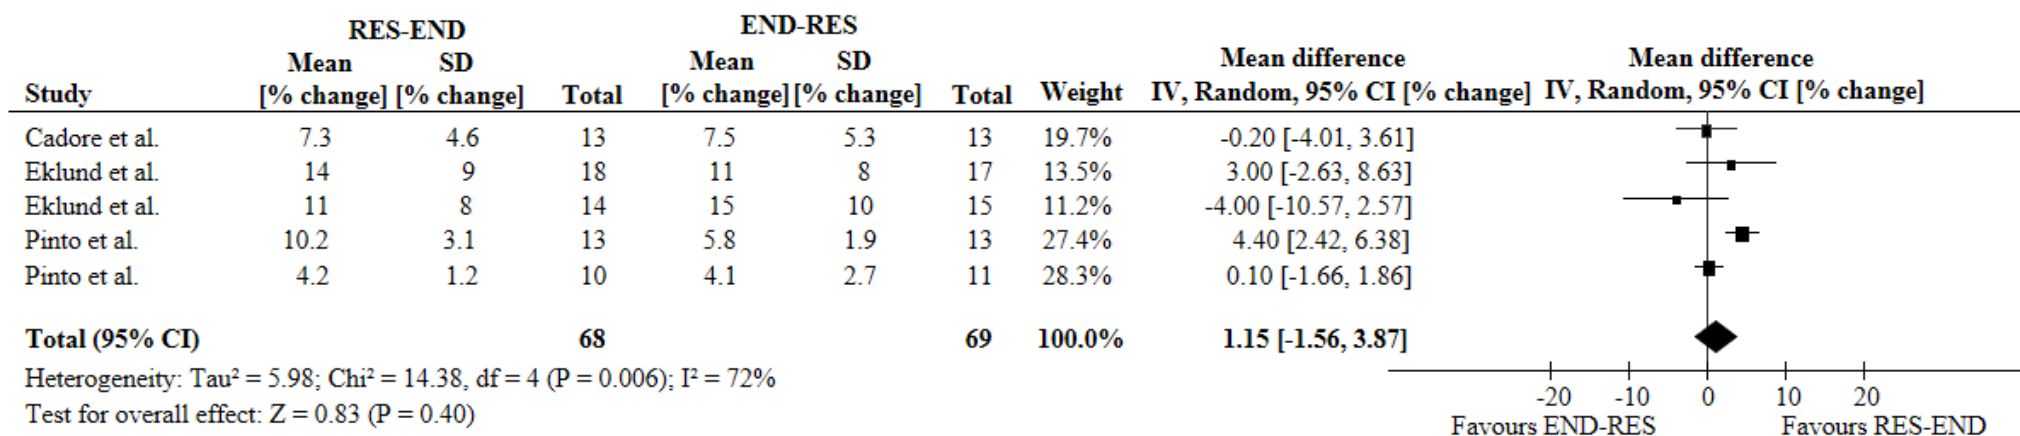 RES-END END-RES
Mean SD Mean SD Mean difference Mean difference
Study [% change] [% change] Total [% change] [% change] Total Weight IV, Random, 95% CI [% change] IV, Random, 95% CI [% change]
Cadore et al. 7.3 4.6 13 7.5 5.3 13 19.7% -0.20 [-4.01, 3.61]
Eklund et al. 14 9 18 11 8 17 13.5% 3.00 [-2.63, 8.63]
Eklund et al. 11 8 14 15 10 15 11.2% -4.00 [-10.57, 2.57]
Pinto et al. 10.2 3.1 13 5.8 1.9 13 27.4% 4.40 [2.42, 6.38]
Pinto et al. 4.2 1.2 10 4.1 2.7 11 28.3% 0.10 [-1.66, 1.86]
Total (95% CI) 68 69 100.0% 1.15 [-1.56, 3.87]
Heterogeneity: Tau² = 5.98; Chi² = 14.38, df = 4 (P = 0.006); I² = 72%
Test for overall effect: Z = 0.83 (P = 0.40)
-20 -10 0 10 20
Favours END-RES Favours RES-END